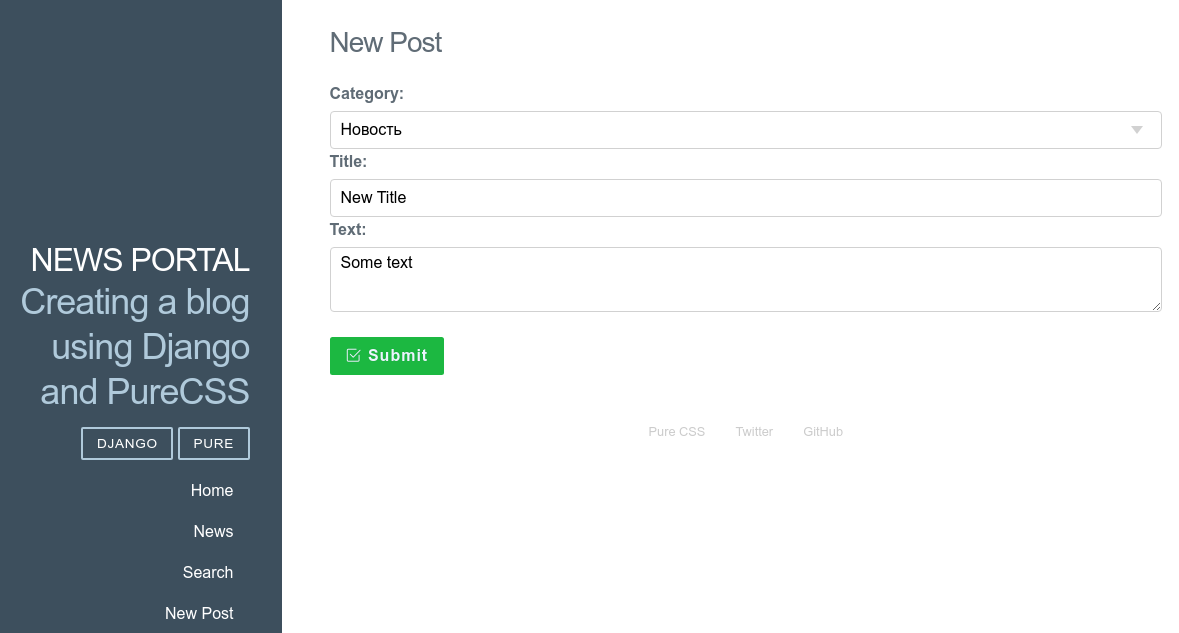 NEWS PORTAL
Creating a blog
using Django
and PureCSS
DJANGO PURE
Home
News
Search
New Post
New Post
Category:
Новость
Title:
New Title
Text:
Some text
Submit
Pure CSS Twitter GitHub